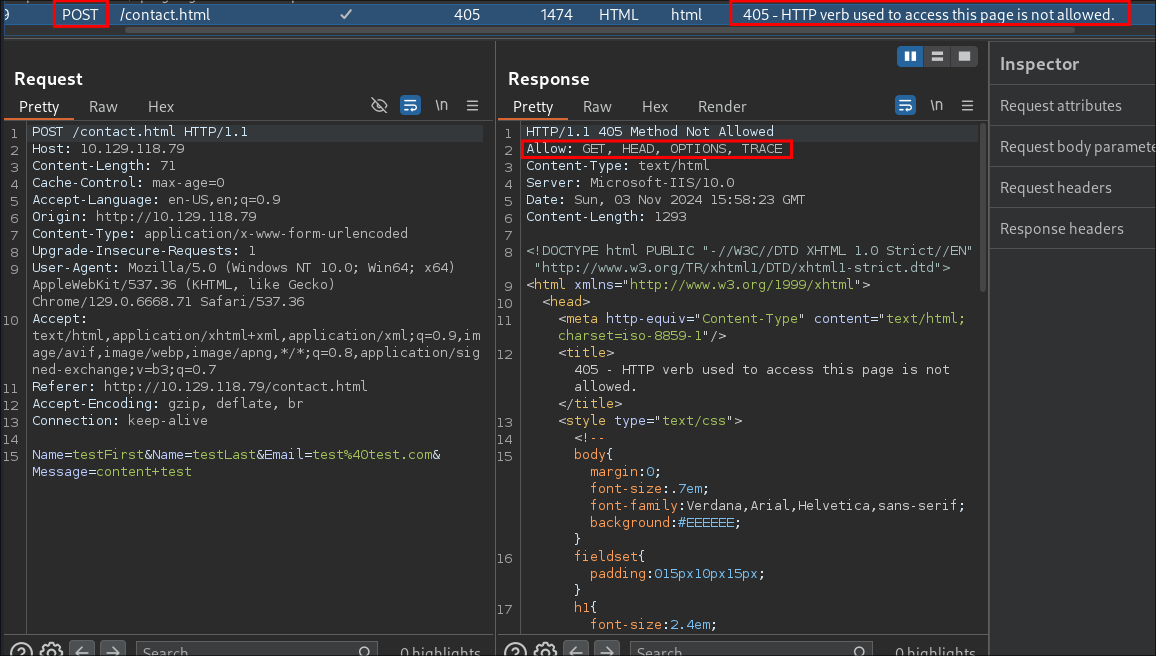 9 POST /contact.html ✓ 405 1474 HTML html 405 - HTTP verb used to access this page is not allowed.
Request
Pretty Raw Hex \n
1 POST /contact.html HTTP/1.1
2 Host: 10.129.118.79
3 Content-Length: 71
4 Cache-Control: max-age=0
5 Accept-Language: en-US,en;q=0.9
6 Origin: http://10.129.118.79
7 Content-Type: application/x-www-form-urlencoded
8 Upgrade-Insecure-Requests: 1
9 User-Agent: Mozilla/5.0 (Windows NT 10.0; Win64; x64)
AppleWebKit/537.36 (KHTML, like Gecko)
Chrome/129.0.6668.71 Safari/537.36
10 Accept:
text/html,application/xhtml+xml,application/xml;q=0.9,im
age/avif,image/webp,image/apng,*/*;q=0.8,application/sig
ned-exchange;v=b3;q=0.7
11 Referer: http://10.129.118.79/contact.html
12 Accept-Encoding: gzip, deflate, br
13 Connection: keep-alive
14
15 Name=testFirst&Name=testLast&Email=test%40test.com&
Message=content+test
Search
0 highlights
Response
Pretty Raw Hex Render \n
1 HTTP/1.1 405 Method Not Allowed
2 Allow: GET, HEAD, OPTIONS, TRACE
3 Content-Type: text/html
4 Server: Microsoft-IIS/10.0
5 Date: Sun, 03 Nov 2024 15:58:23 GMT
6 Content-Length: 1293
7
8 <!DOCTYPE html PUBLIC "-//W3C//DTD XHTML 1.0 Strict//EN"
"http://www.w3.org/TR/xhtml1/DTD/xhtml1-strict.dtd">
9 <html xmlns="http://www.w3.org/1999/xhtml">
10 <head>
11 <meta http-equiv="Content-Type" content="text/html;
charset=iso-8859-1"/>
12 <title>
405 - HTTP verb used to access this page is not
allowed.
</title>
13 <style type="text/css">
14 <!--
15 body{
margin:0;
font-size:.7em;
font-family:Verdana,Arial,Helvetica,sans-serif;
background:#EEEEEE;
}
16 fieldset{
padding:015px10px15px;
}
17 h1{
font-size:2.4em;
Search
0 highlights
Inspector
Request attributes
Request body paramete
Request headers
Response headers